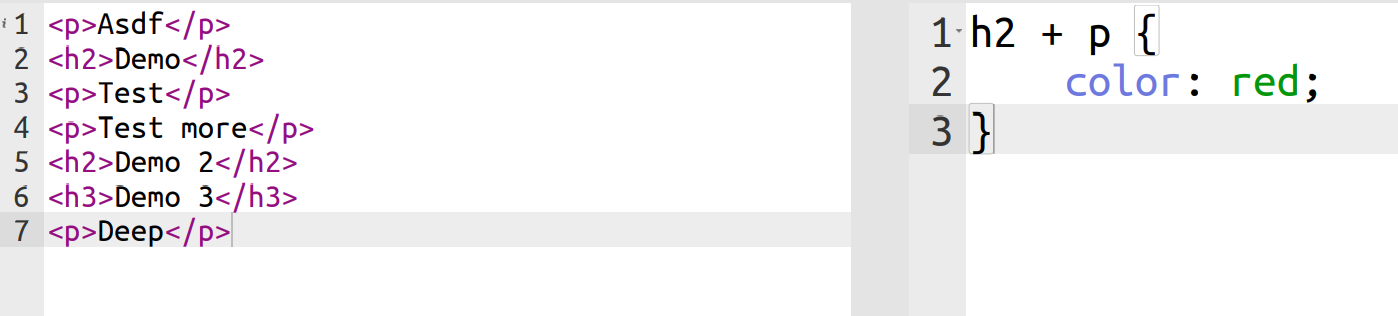 1 <p>Asdf</p>
2 <h2>Demo</h2>
3 <p>Test</p>
4 <p>Test more</p>
5 <h2>Demo 2</h2>
6 <h3>Demo 3</h3>
7 <p>Deep</p>
1 h2 + p {
2     color: red;
3 }